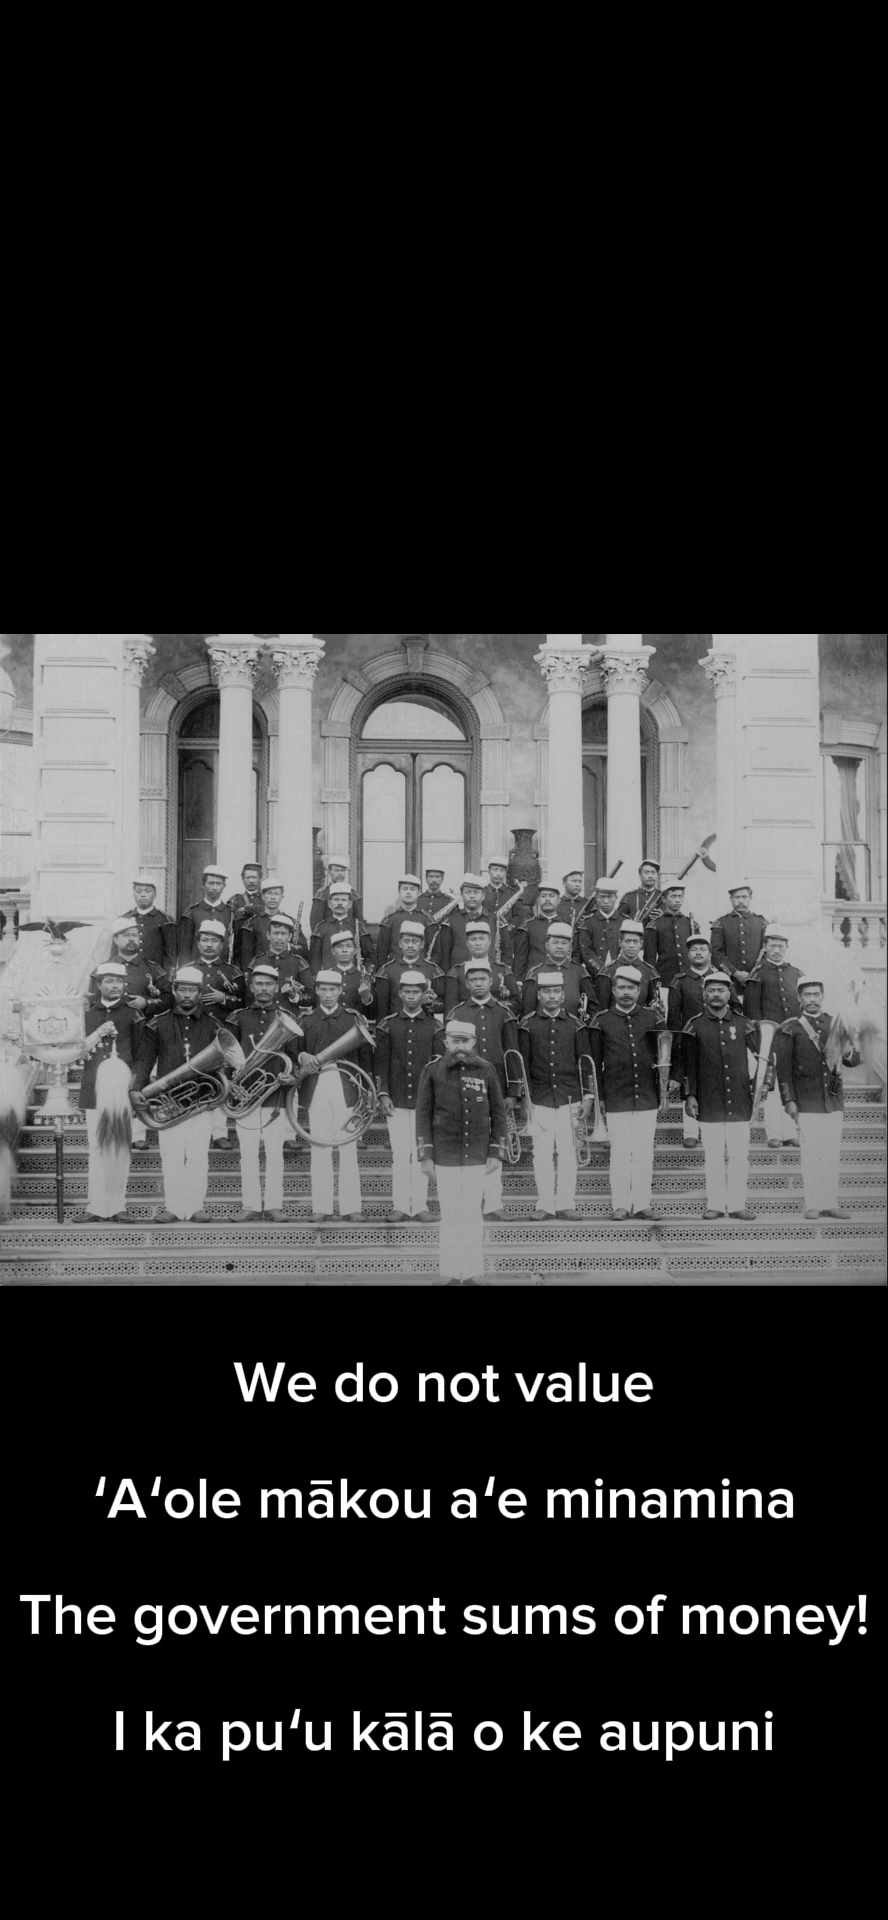 We do not value
ʻAʻole mākou aʻe minamina
The government sums of money!
I ka puʻu kālā o ke aupuni